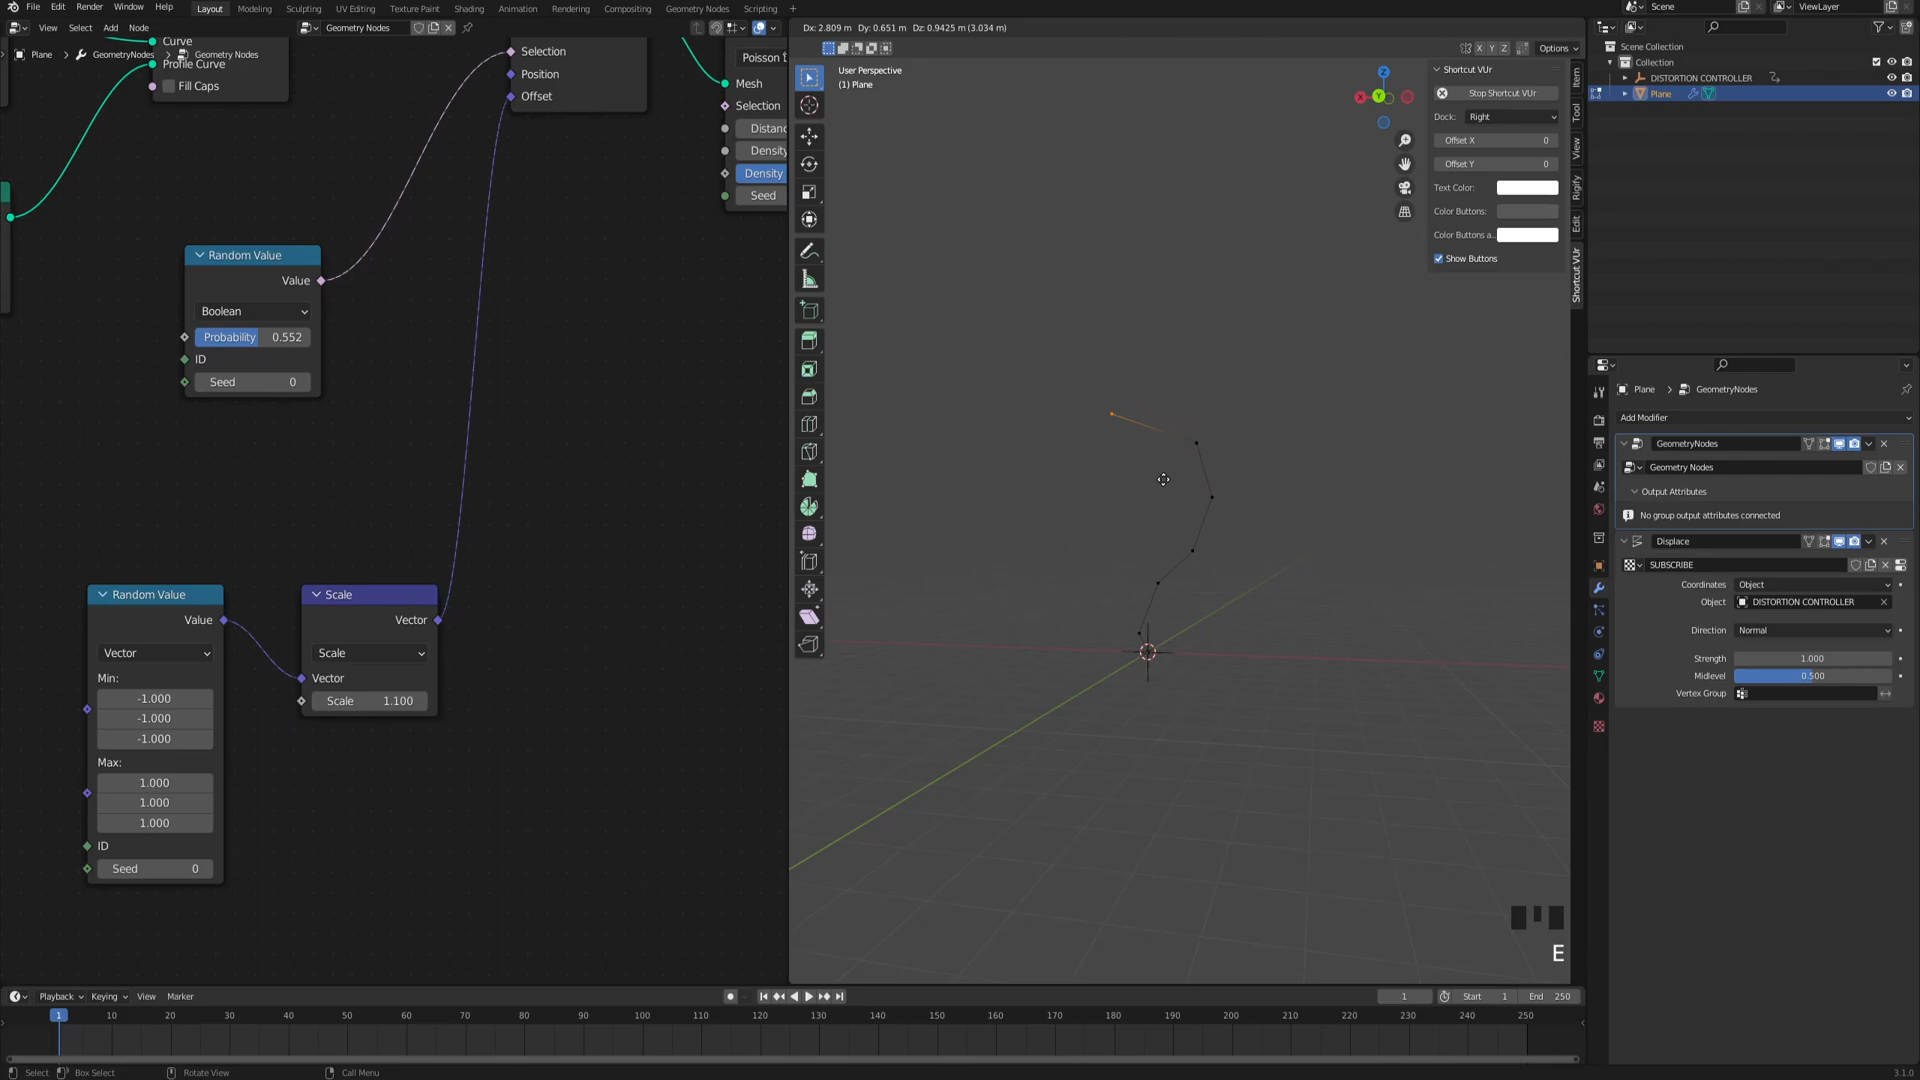 File Edit Render Window Help Layout Modeling Sculpting UV Editing Texture Paint Shading Animation Rendering Compositing Geometry Nodes Scripting + Scene ViewLayer
View Select Add Node Geometry Nodes
Plane > GeometryNodes > Geometry Nodes
Curve
Profile Curve
Fill Caps
Selection
Position
Offset
Mesh
Selection
Density
Seed
Random Value
Value
Boolean
Probability 0.552
ID
Seed 0
Random Value
Value
Vector
Min:
-1.000
-1.000
-1.000
Max:
1.000
1.000
1.000
ID
Seed 0
Scale
Vector
Scale
Vector
Scale 1.100
Dx: 2.809 m Dy: 0.651 m Dz: 0.9425 m (3.034 m)
X Y Z Options
User Perspective
(1) Plane
Z
X
Y
Shortcut VUr
Stop Shortcut VUr
Dock: Right
Offset X 0
Offset Y 0
Text Color:
Color Buttons:
Color Buttons a..
Show Buttons
Item
Tool
View
Rigify
Edit
Shortcut VUr
E
Scene Collection
Collection
DISTORTION CONTROLLER
Plane
Plane > GeometryNodes
Add Modifier
GeometryNodes
Geometry Nodes
Output Attributes
No group output attributes connected
Displace
SUBSCRIBE
Coordinates Object
Object DISTORTION CONTROLLER
Direction Normal
Strength 1.000
Midlevel 0.500
Vertex Group
Playback Keying View Marker 1 Start 1 End 250
1 10 20 30 40 50 60 70 80 90 100 110 120 130 140 150 160 170 180 190 200 210 220 230 240 250
Select Box Select Rotate View Call Menu 3.1.0